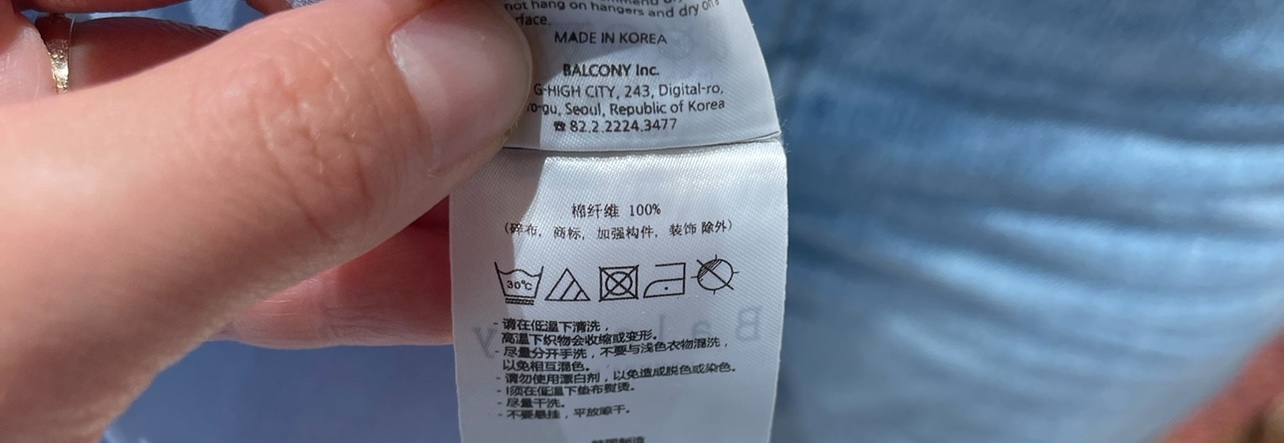 not hang on hangers and dry on a
rface.
MADE IN KOREA
BALCONY Inc.
G-HIGH CITY, 243, Digital-ro,
o-gu, Seoul, Republic of Korea
☎ 82.2.2224.3477
棉纤维 100%
(碎布, 商标, 加强构件, 装饰 除外)
30℃
- 请在低温下清洗,
高温下织物会收缩或变形。
- 尽量分开手洗,不要与浅色衣物混洗,
以免相互混色。
- 请勿使用漂白剂,以免造成脱色或染色。
- 须在低温下垫布熨烫。
- 尽量干洗。
- 不要悬挂,平放晾干。